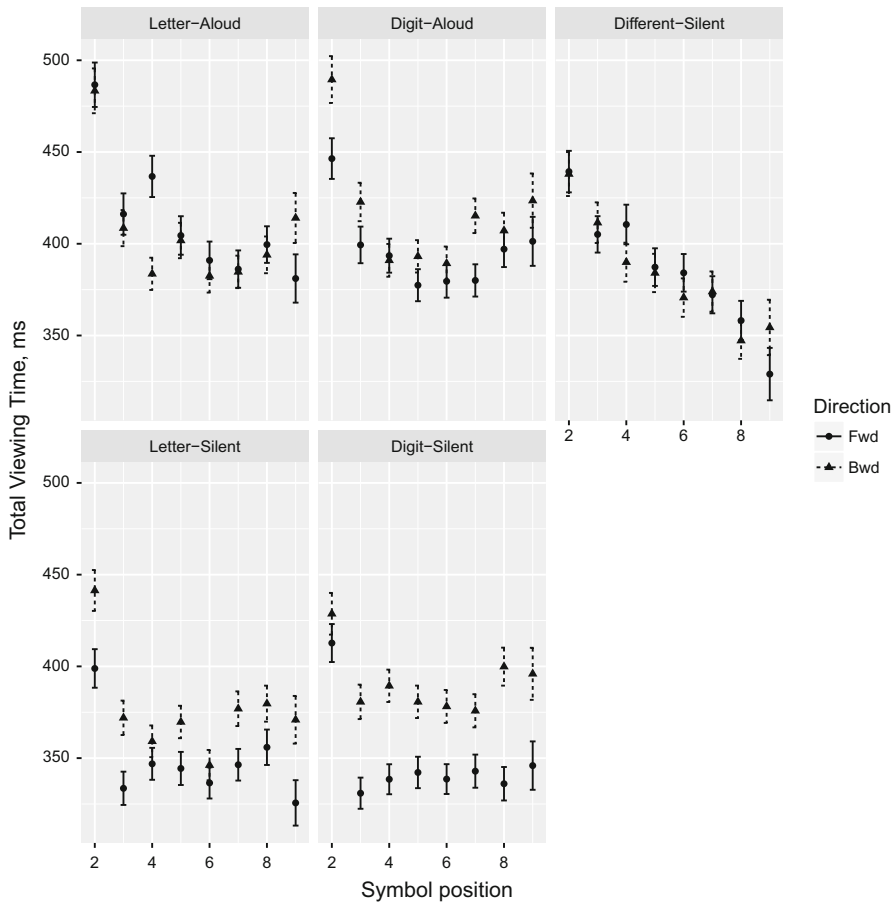 Letter−Aloud
Digit−Aloud
Different−Silent
500
450
400
350
2
4
6
8
Letter−Silent
Digit−Silent
500
450
400
350
2
4
6
8
2
4
6
8
Total Viewing Time, ms
Symbol position
Direction
Fwd
Bwd